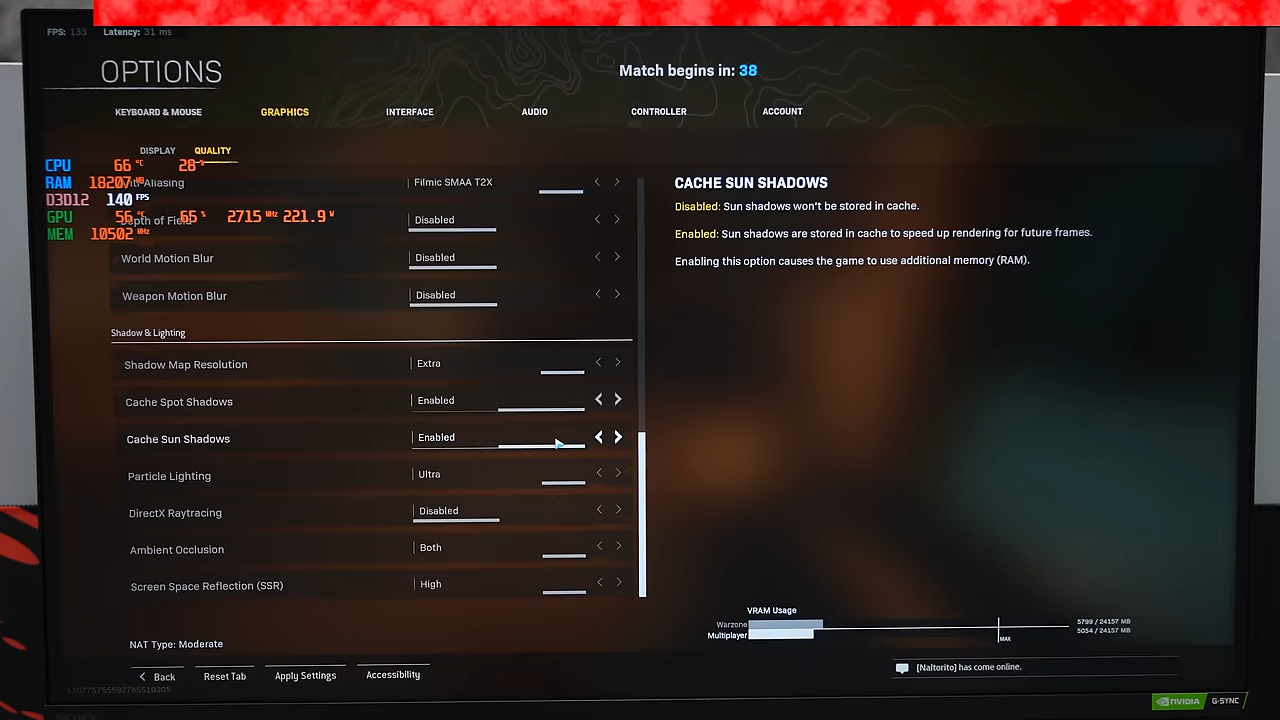 FPS: 133 Latency: 31 ms
OPTIONS
Match begins in: 38
KEYBOARD & MOUSE GRAPHICS INTERFACE AUDIO CONTROLLER ACCOUNT
DISPLAY QUALITY
CPU 66 °C 28 %
RAM 18207 MB
D3D12 140 FPS
GPU 56 °C 65 % 2715 MHz 221.9 W
MEM 10502 MHz
Anti-Aliasing Filmic SMAA T2X
Depth of Field Disabled
World Motion Blur Disabled
Weapon Motion Blur Disabled
Shadow & Lighting
Shadow Map Resolution Extra
Cache Spot Shadows Enabled
Cache Sun Shadows Enabled
Particle Lighting Ultra
DirectX Raytracing Disabled
Ambient Occlusion Both
Screen Space Reflection (SSR) High
CACHE SUN SHADOWS
Disabled: Sun shadows won't be stored in cache.
Enabled: Sun shadows are stored in cache to speed up rendering for future frames.
Enabling this option causes the game to use additional memory (RAM).
VRAM Usage
Warzone 5799 / 24157 MB
Multiplayer 5054 / 24157 MB
MAX
NAT Type: Moderate
[Naltorito] has come online.
Back Reset Tab Apply Settings Accessibility
NVIDIA G-SYNC